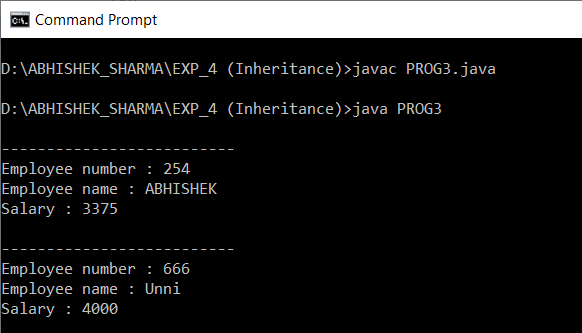 Command Prompt
D:\ABHISHEK_SHARMA\EXP_4 (Inheritance)>javac PROG3.java
D:\ABHISHEK_SHARMA\EXP_4 (Inheritance)>java PROG3
--------------------------
Employee number : 254
Employee name : ABHISHEK
Salary : 3375
--------------------------
Employee number : 666
Employee name : Unni
Salary : 4000